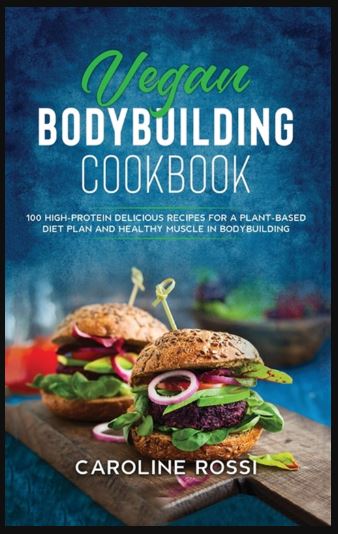 Vegan
BODYBUILDING
COOKBOOK
100 HIGH-PROTEIN DELICIOUS RECIPES FOR A PLANT-BASED
DIET PLAN AND HEALTHY MUSCLE IN BODYBUILDING
CAROLINE ROSSI